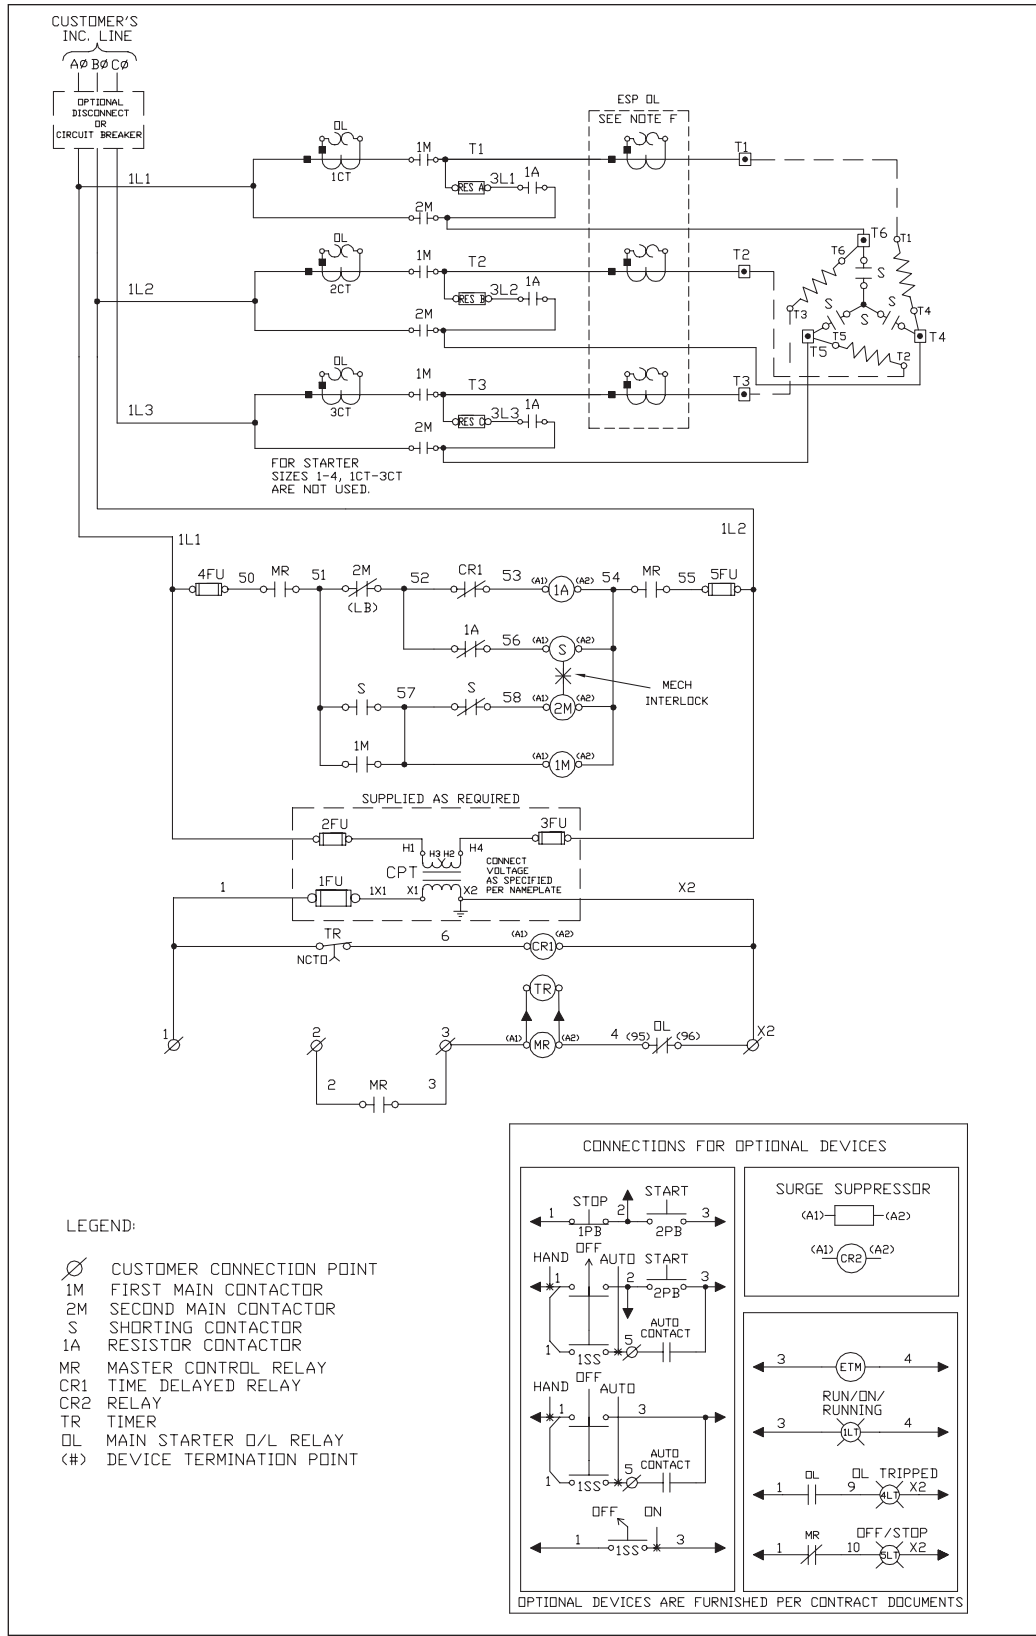 CUSTOMER'S
INC. LINE
AØ BØ CØ
OPTIONAL
DISCONNECT
OR
CIRCUIT BREAKER
ESP OL
SEE NOTE F
OL
1CT
1M
T1
RES A
3L1
1A
2M
T1
1L1
T6
T1
T6
S
OL
2CT
1M
T2
RES B
3L2
1A
2M
T2
1L2
S
S
S
T3
T4
T5
T2
T5
T4
OL
3CT
1M
T3
RES C
3L3
1A
2M
T3
1L3
FOR STARTER
SIZES 1-4, 1CT-3CT
ARE NOT USED.
1L1
1L2
4FU 50 MR 51 2M 52 CR1 53 (A1) 1A (A2) 54 MR 55 5FU
(LB)
1A 56 (A1) S (A2)
MECH
INTERLOCK
S 57 S 58 (A1) 2M (A2)
1M (A1) 1M (A2)
SUPPLIED AS REQUIRED
2FU
3FU
H1 H3 H2 H4
CPT
CONNECT
VOLTAGE
AS SPECIFIED
PER NAMEPLATE
1 1FU 1X1 X1 X2 X2
TR 6 (A1) CR1 (A2)
NCTO
TR
1 2 3 (A1) MR (A2) 4 (95) OL (96) X2
2 MR 3
CONNECTIONS FOR OPTIONAL DEVICES
1 STOP 2 START 3
1PB 2PB
HAND OFF AUTO START
1 2 3
2PB
AUTO
CONTACT
1 1SS 5
HAND OFF AUTO
1 3
AUTO
CONTACT
1 1SS 5
OFF ON
1 1SS 3
SURGE SUPPRESSOR
(A1) (A2)
(A1) CR2 (A2)
3 ETM 4
RUN/ON/
RUNNING
3 1LT 4
OL OL TRIPPED
1 9 4LT X2
MR OFF/STOP
1 10 5LT X2
OPTIONAL DEVICES ARE FURNISHED PER CONTRACT DOCUMENTS
LEGEND:
Ø CUSTOMER CONNECTION POINT
1M FIRST MAIN CONTACTOR
2M SECOND MAIN CONTACTOR
S SHORTING CONTACTOR
1A RESISTOR CONTACTOR
MR MASTER CONTROL RELAY
CR1 TIME DELAYED RELAY
CR2 RELAY
TR TIMER
OL MAIN STARTER O/L RELAY
(#) DEVICE TERMINATION POINT